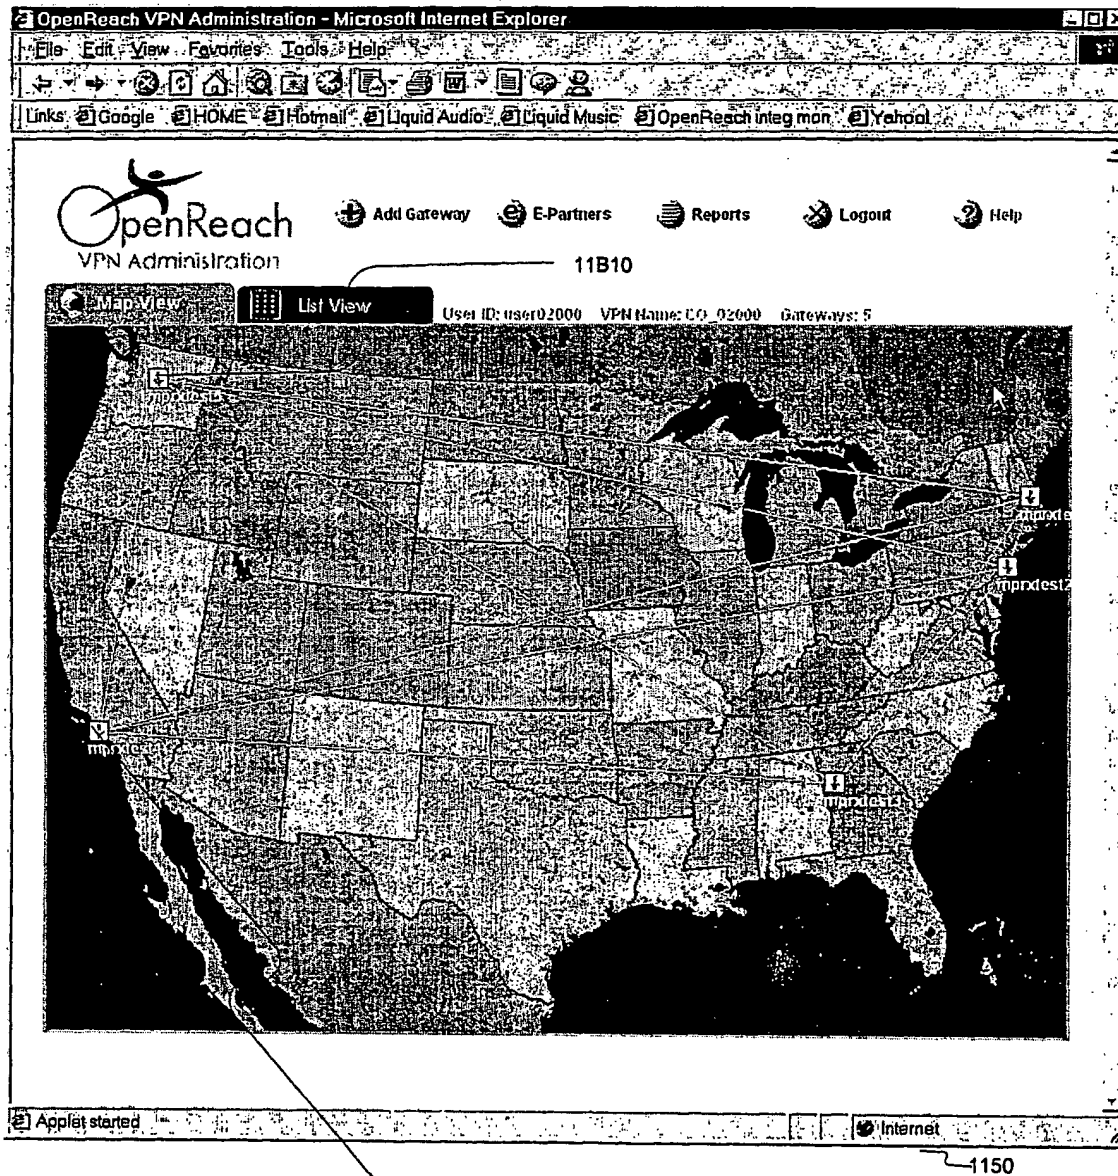 OpenReach VPN Administration - Microsoft Internet Explorer
File Edit View Favorites Tools Help
Links Google HOME Hotmail Liquid Audio Liquid Music OpenReach integ mon Yahoo!
OpenReach
VPN Administration
Add Gateway E-Partners Reports Logout Help
11B10
Map View List View User ID: user02000 VPN Name: CO_02000 Gateways: 5
mprxtest2
mprxtest3
Applet started Internet
1150